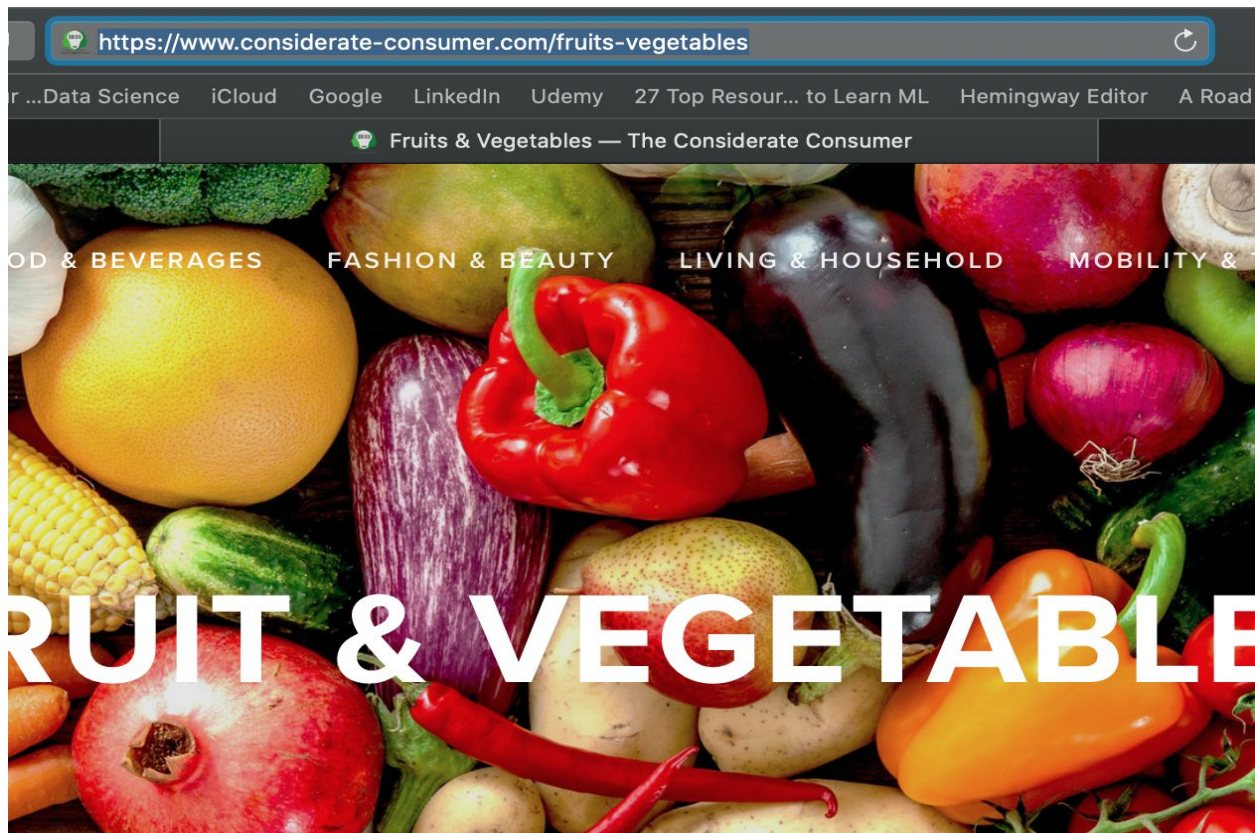 https://www.considerate-consumer.com/fruits-vegetables
r ...Data Science iCloud Google LinkedIn Udemy 27 Top Resour... to Learn ML Hemingway Editor A Road
Fruits & Vegetables — The Considerate Consumer
OD & BEVERAGES FASHION & BEAUTY LIVING & HOUSEHOLD MOBILITY &
RUIT & VEGETABLE